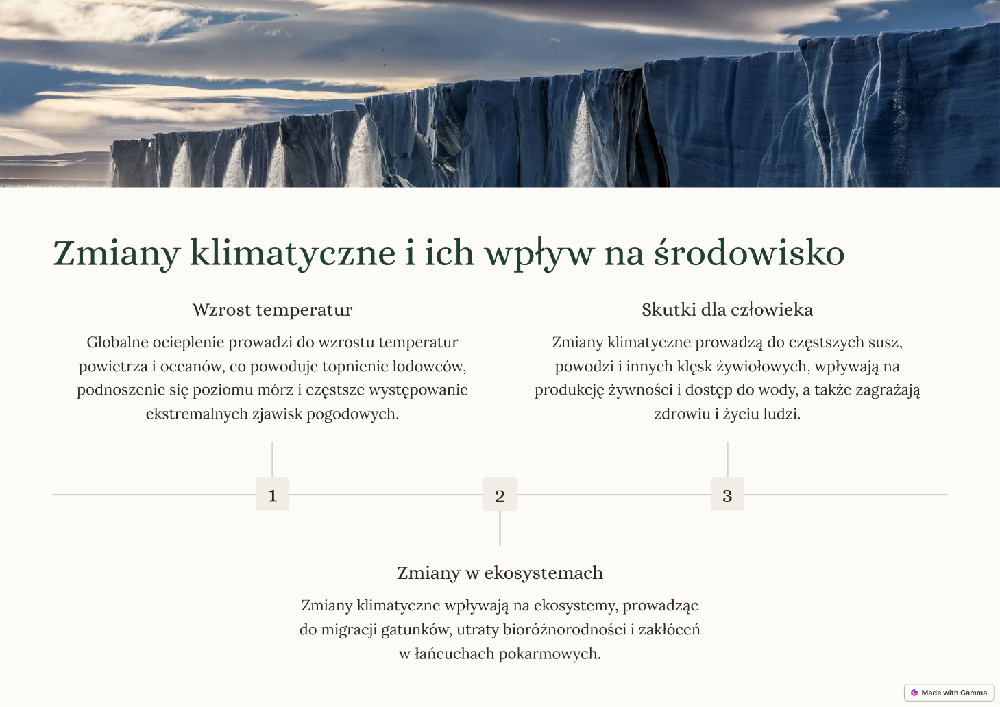 Zmiany klimatyczne i ich wpływ na środowisko
Wzrost temperatur
Globalne ocieplenie prowadzi do wzrostu temperatur
powietrza i oceanów, co powoduje topnienie lodowców,
podnoszenie się poziomu mórz i częstsze występowanie
ekstremalnych zjawisk pogodowych.
1
2
Zmiany w ekosystemach
Zmiany klimatyczne wpływają na ekosystemy, prowadząc
do migracji gatunków, utraty bioróżnorodności i zakłóceń
w łańcuchach pokarmowych.
Skutki dla człowieka
Zmiany klimatyczne prowadzą do częstszych susz,
powodzi i innych klęsk żywiołowych, wpływają na
produkcję żywności i dostęp do wody, a także zagrażają
zdrowiu i życiu ludzi.
3
Made with Gamma